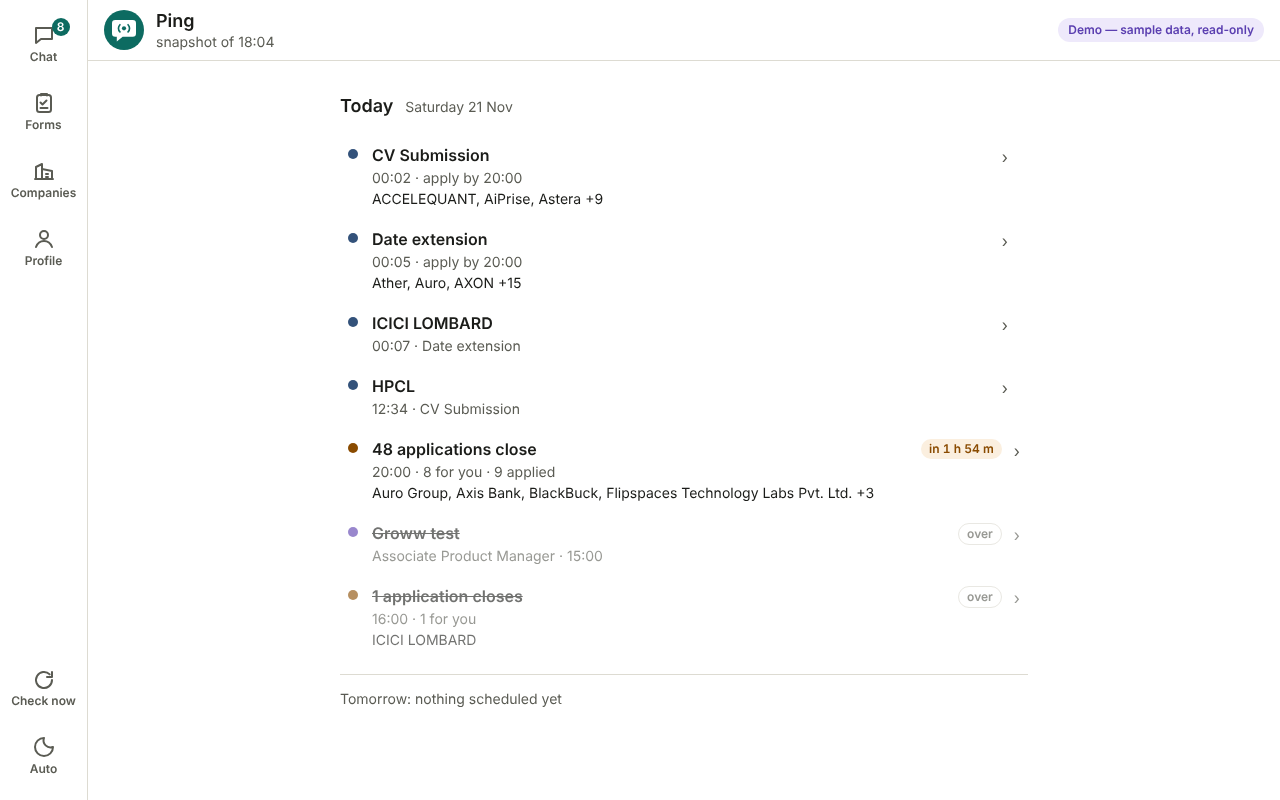 8
Chat
Forms
Companies
Profile
Check now
Auto
Ping
snapshot of 18:04
Demo — sample data, read-only
Today Saturday 21 Nov
CV Submission
00:02 · apply by 20:00
ACCELEQUANT, AiPrise, Astera +9
Date extension
00:05 · apply by 20:00
Ather, Auro, AXON +15
ICICI LOMBARD
00:07 · Date extension
HPCL
12:34 · CV Submission
48 applications close in 1 h 54 m
20:00 · 8 for you · 9 applied
Auro Group, Axis Bank, BlackBuck, Flipspaces Technology Labs Pvt. Ltd. +3
Groww test over
Associate Product Manager · 15:00
1 application closes over
16:00 · 1 for you
ICICI LOMBARD
Tomorrow: nothing scheduled yet